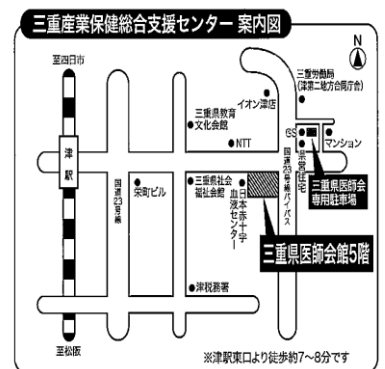 三重産業保健総合支援センター 案内図
至四日市
N
三重労働局
(津第二地方合同庁舎)
イオン津店
三重県教育
文化会館
NTT
GS
マンション
県営住宅
津駅
国道23号線
栄町ビル
三重県社会
福祉会館
日本赤十字
血液センター
国道23号線バイパス
三重県医師会
専用駐車場
三重県医師会館5階
津税務署
至松阪
※津駅東口より徒歩約7~8分です